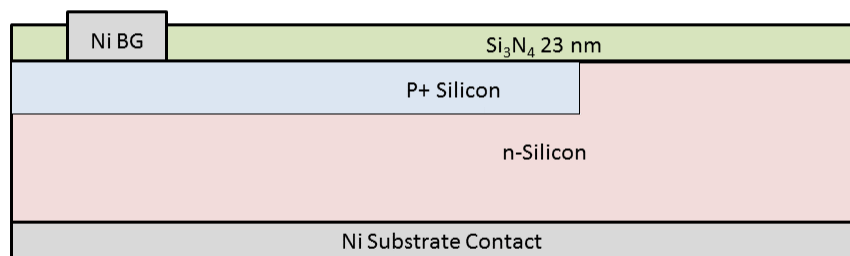 Ni BG
Si₃N₄ 23 nm
P+ Silicon
n-Silicon
Ni Substrate Contact